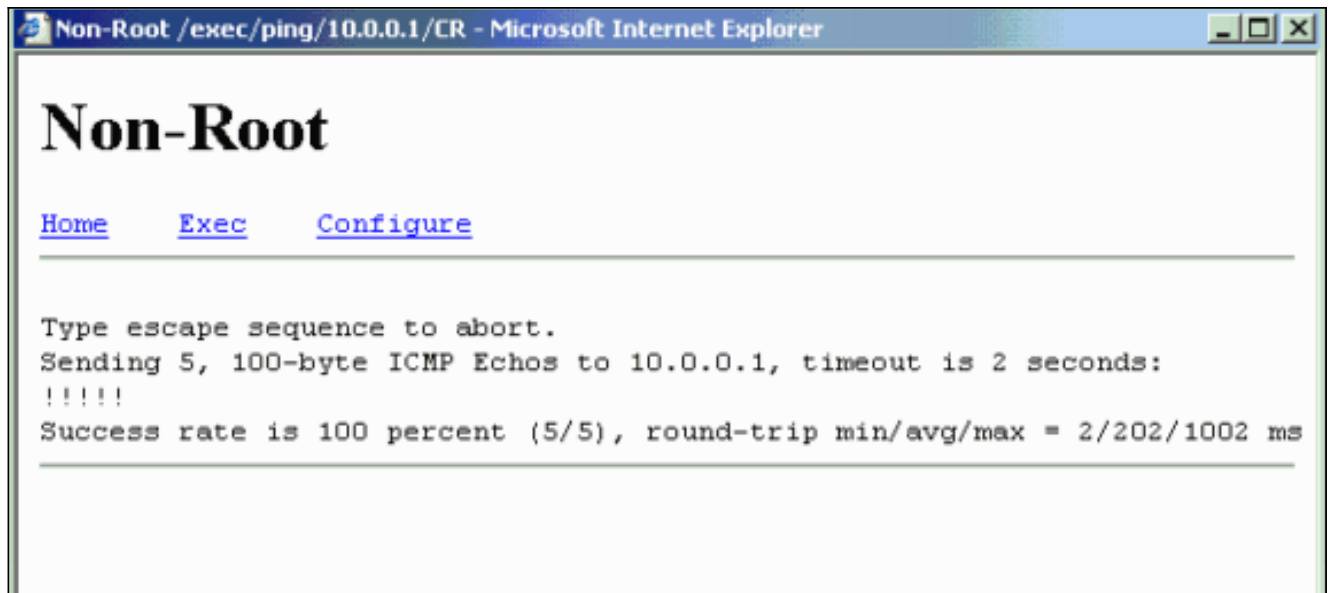 Non-Root /exec/ping/10.0.0.1/CR - Microsoft Internet Explorer
Non-Root
Home Exec Configure
Type escape sequence to abort.
Sending 5, 100-byte ICMP Echos to 10.0.0.1, timeout is 2 seconds:
!!!!!
Success rate is 100 percent (5/5), round-trip min/avg/max = 2/202/1002 ms